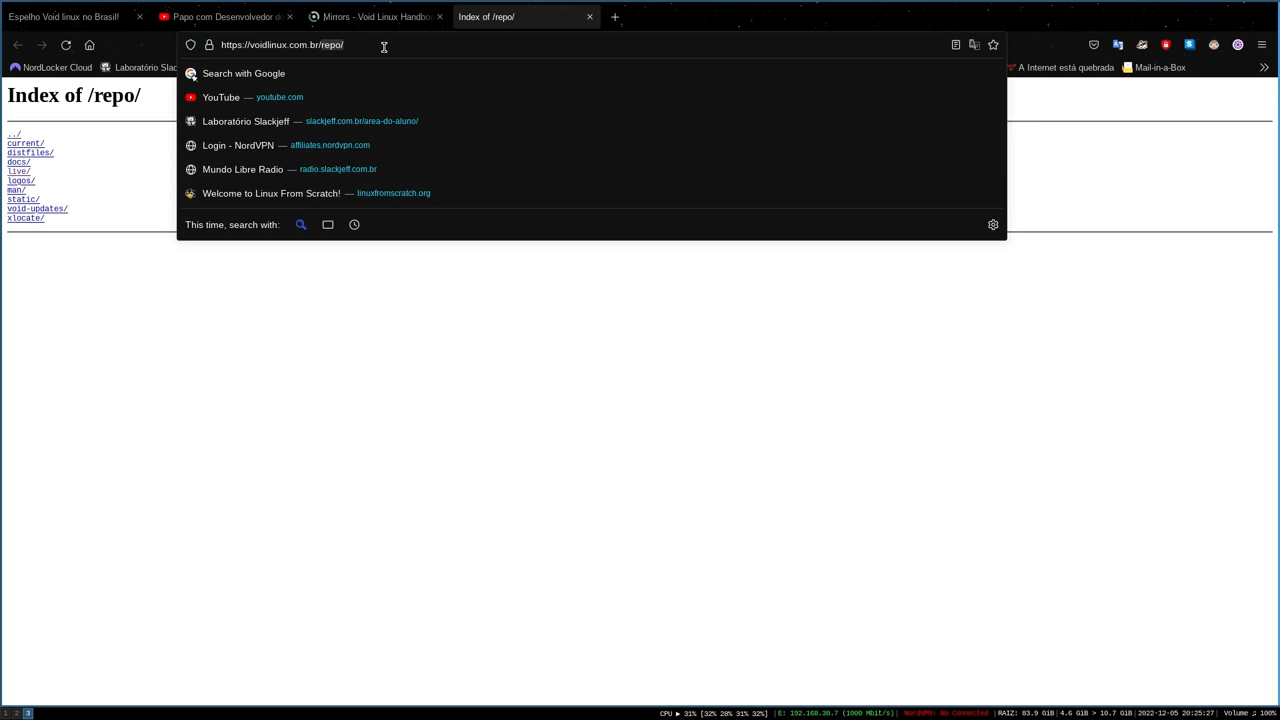 Espelho Void linux no Brasil!
Papo com Desenvolvedor d
Mirrors - Void Linux Handbo
Index of /repo/
https://voidlinux.com.br/repo/
NordLocker Cloud
Laboratório Slac
A Internet está quebrada
Mail-in-a-Box
Search with Google
YouTube — youtube.com
Laboratório Slackjeff — slackjeff.com.br/area-do-aluno/
Login - NordVPN — affiliates.nordvpn.com
Mundo Libre Radio — radio.slackjeff.com.br
Welcome to Linux From Scratch! — linuxfromscratch.org
This time, search with:
Index of /repo/
../
current/
distfiles/
docs/
live/
logos/
man/
static/
void-updates/
xlocate/
1 2 3
CPU ▶ 31% [32% 28% 31% 32%] |E: 192.168.30.7 (1000 Mbit/s)| NordVPN: No Connected |RAIZ: 83.9 GiB|4.6 GiB > 10.7 GiB|2022-12-05 20:25:27| Volume ♫ 100%